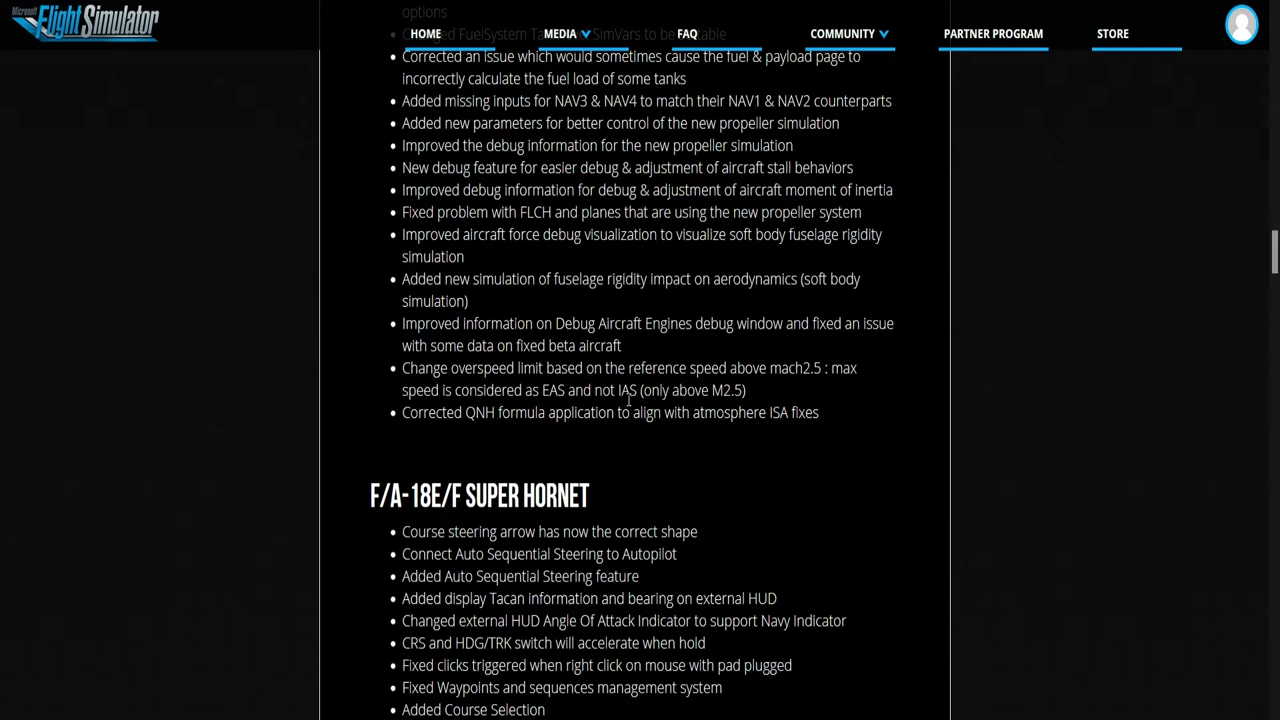 Microsoft
Flight Simulator
HOME
MEDIA
FAQ
COMMUNITY
PARTNER PROGRAM
STORE
options
FuelSystem SimVars to be
Corrected an issue which would sometimes cause the fuel & payload page to
incorrectly calculate the fuel load of some tanks
Added missing inputs for NAV3 & NAV4 to match their NAV1 & NAV2 counterparts
Added new parameters for better control of the new propeller simulation
Improved the debug information for the new propeller simulation
New debug feature for easier debug & adjustment of aircraft stall behaviors
Improved debug information for debug & adjustment of aircraft moment of inertia
Fixed problem with FLCH and planes that are using the new propeller system
Improved aircraft force debug visualization to visualize soft body fuselage rigidity
simulation
Added new simulation of fuselage rigidity impact on aerodynamics (soft body
simulation)
Improved information on Debug Aircraft Engines debug window and fixed an issue
with some data on fixed beta aircraft
Change overspeed limit based on the reference speed above mach2.5 : max
speed is considered as EAS and not IAS (only above M2.5)
Corrected QNH formula application to align with atmosphere ISA fixes
F/A-18E/F SUPER HORNET
Course steering arrow has now the correct shape
Connect Auto Sequential Steering to Autopilot
Added Auto Sequential Steering feature
Added display Tacan information and bearing on external HUD
Changed external HUD Angle Of Attack Indicator to support Navy Indicator
CRS and HDG/TRK switch will accelerate when hold
Fixed clicks triggered when right click on mouse with pad plugged
Fixed Waypoints and sequences management system
Added Course Selection